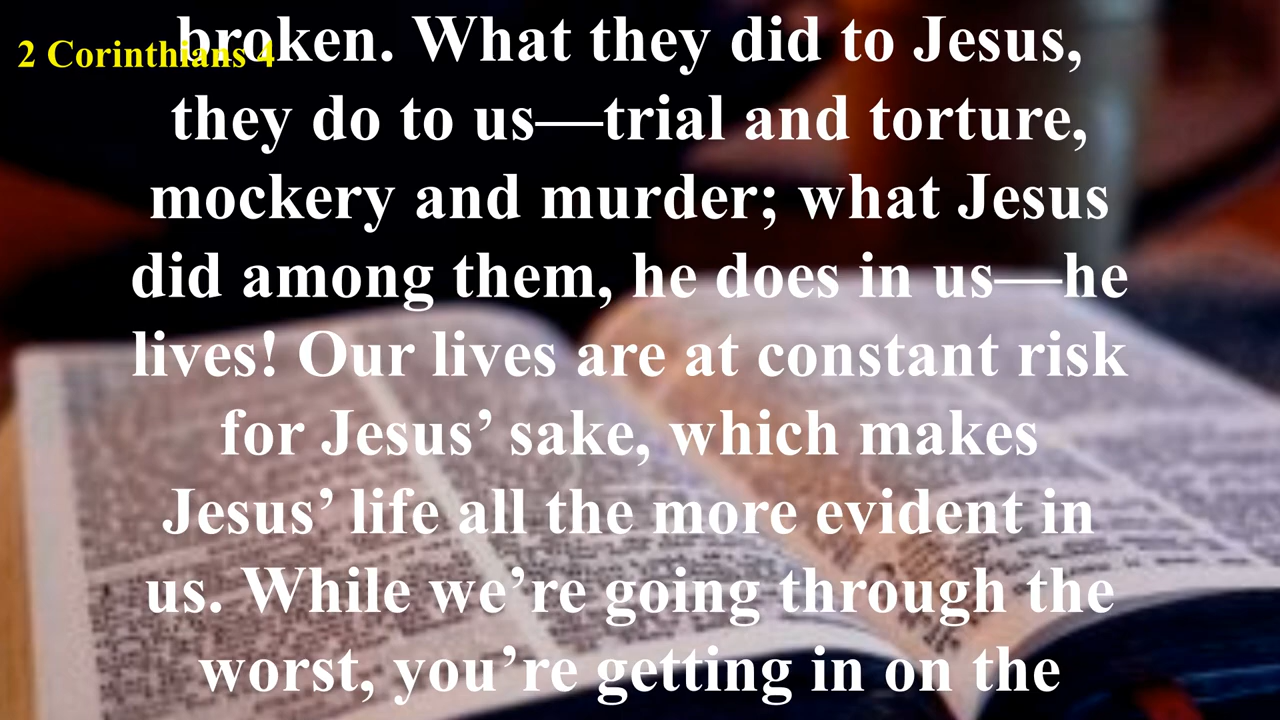 2 Corinthians 4
broken. What they did to Jesus,
they do to us—trial and torture,
mockery and murder; what Jesus
did among them, he does in us—he
lives! Our lives are at constant risk
for Jesus’ sake, which makes
Jesus’ life all the more evident in
us. While we’re going through the
worst, you’re getting in on the